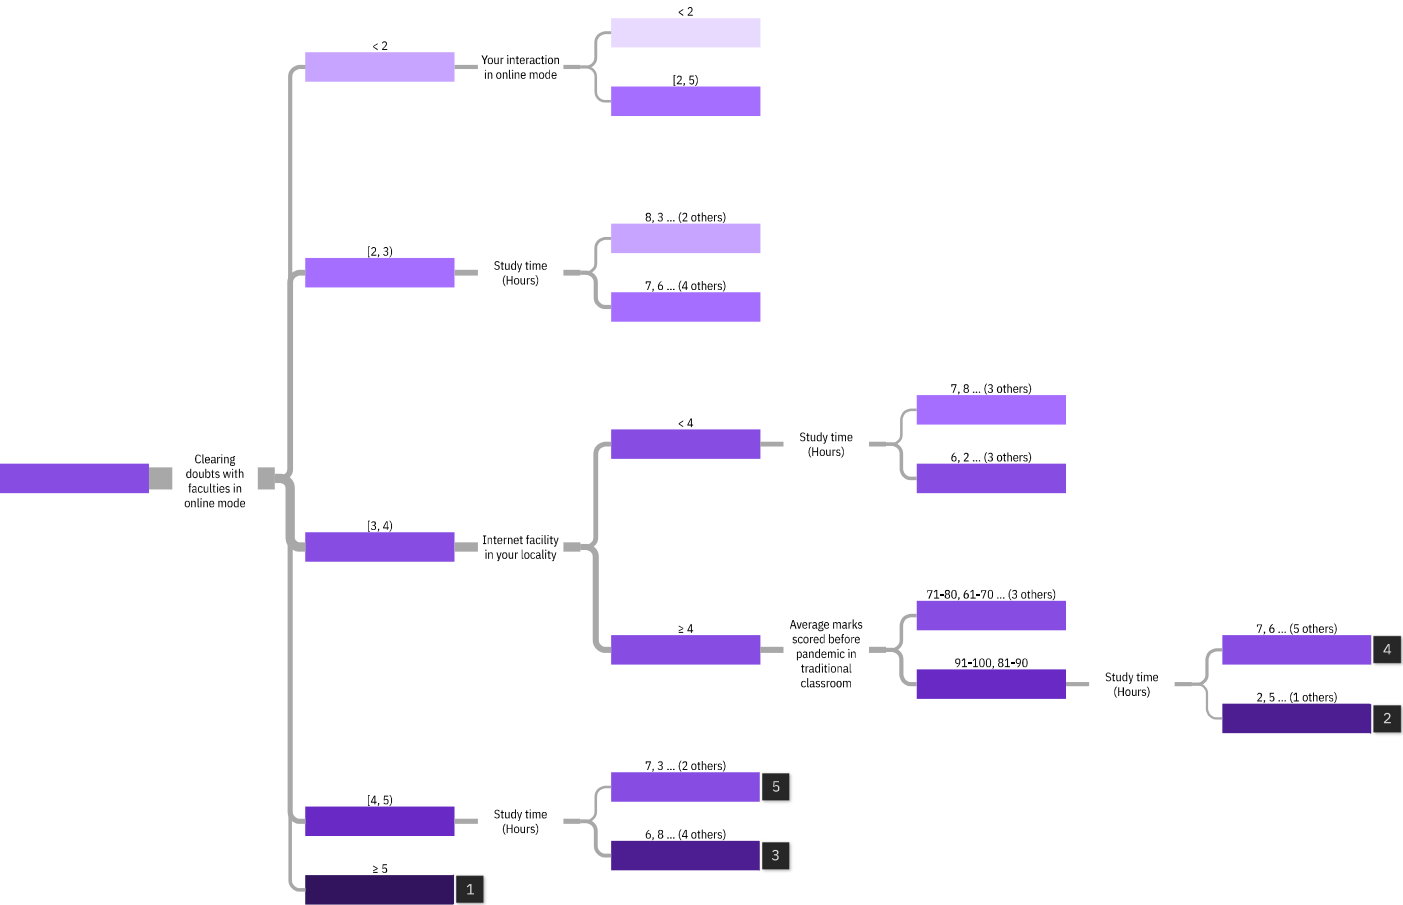 < 2
Your interaction
in online mode
< 2
[2, 5)
[2, 3)
Study time
(Hours)
8, 3 ... (2 others)
7, 6 ... (4 others)
Clearing
doubts with
faculties in
online mode
[3, 4)
Internet facility
in your locality
< 4
Study time
(Hours)
7, 8 ... (3 others)
6, 2 ... (3 others)
≥ 4
Average marks
scored before
pandemic in
traditional
classroom
71-80, 61-70 ... (3 others)
91-100, 81-90
Study time
(Hours)
7, 6 ... (5 others)
4
2, 5 ... (1 others)
2
[4, 5)
Study time
(Hours)
7, 3 ... (2 others)
5
6, 8 ... (4 others)
3
≥ 5
1